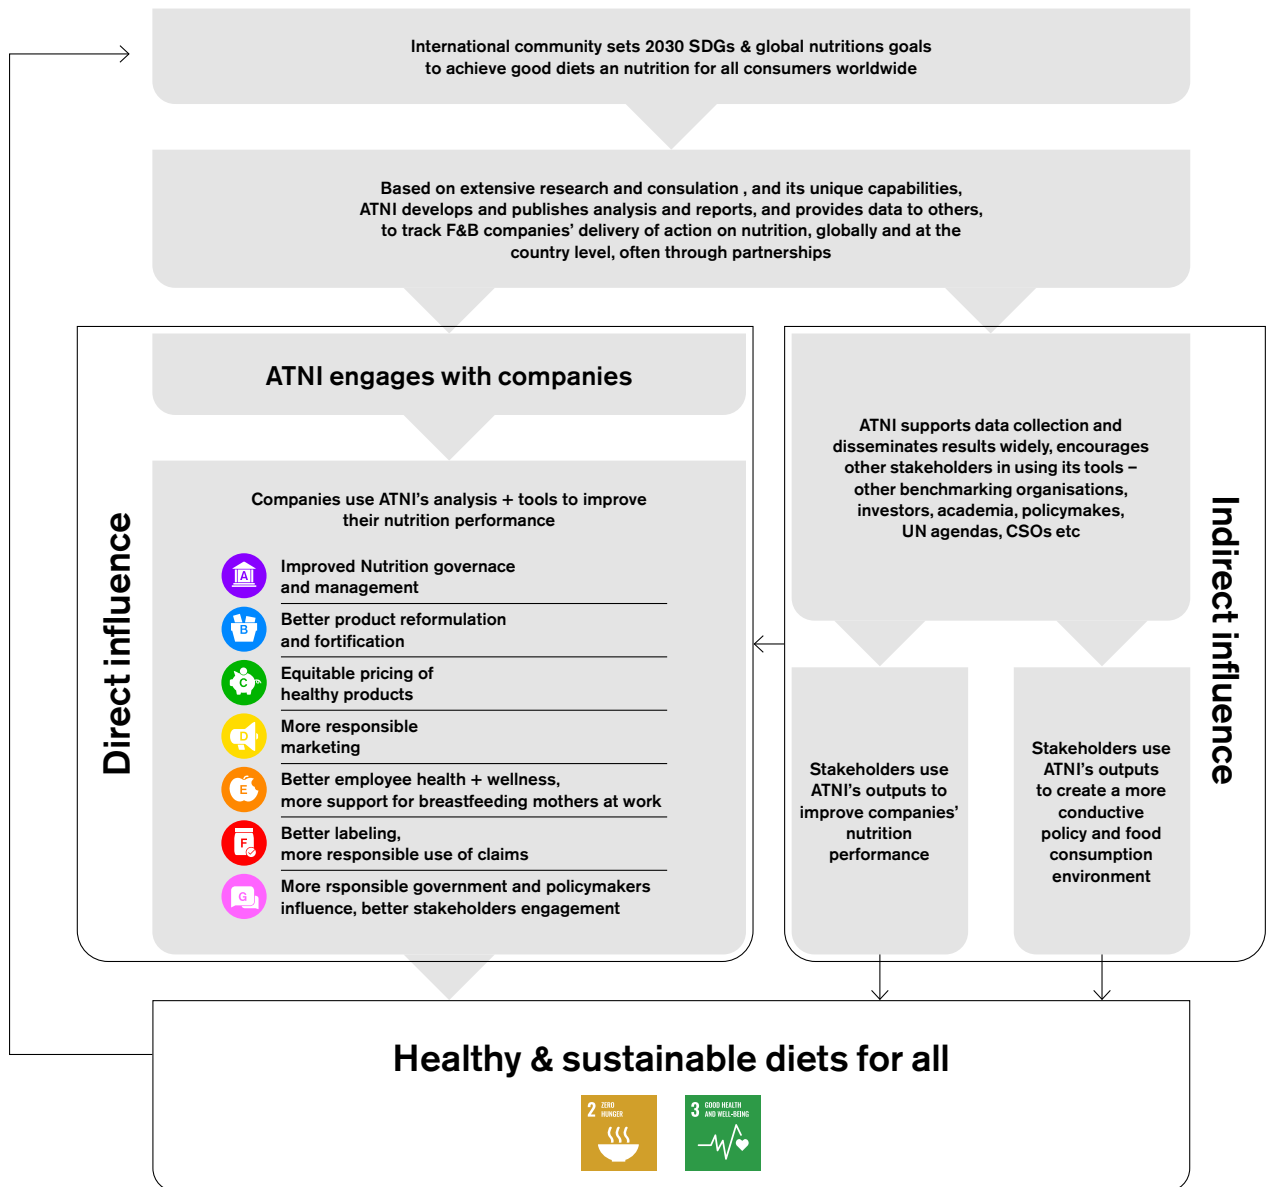 International community sets 2030 SDGs & global nutritions goals
to achieve good diets an nutrition for all consumers worldwide
Based on extensive research and consulation , and its unique capabilities,
ATNI develops and publishes analysis and reports, and provides data to others,
to track F&B companies’ delivery of action on nutrition, globally and at the
country level, often through partnerships
Direct influence
ATNI engages with companies
Companies use ATNI’s analysis + tools to improve
their nutrition performance
A
Improved Nutrition governace
and management
B
Better product reformulation
and fortification
C
Equitable pricing of
healthy products
D
More responsible
marketing
E
Better employee health + wellness,
more support for breastfeeding mothers at work
F
Better labeling,
more responsible use of claims
G
More rsponsible government and policymakers
influence, better stakeholders engagement
Indirect influence
ATNI supports data collection and
disseminates results widely, encourages
other stakeholders in using its tools –
other benchmarking organisations,
investors, academia, policymakes,
UN agendas, CSOs etc
Stakeholders use
ATNI’s outputs to
improve companies’
nutrition
performance
Stakeholders use
ATNI’s outputs
to create a more
conductive
policy and food
consumption
environment
Healthy & sustainable diets for all
2 ZERO
HUNGER
3 GOOD HEALTH
AND WELL-BEING